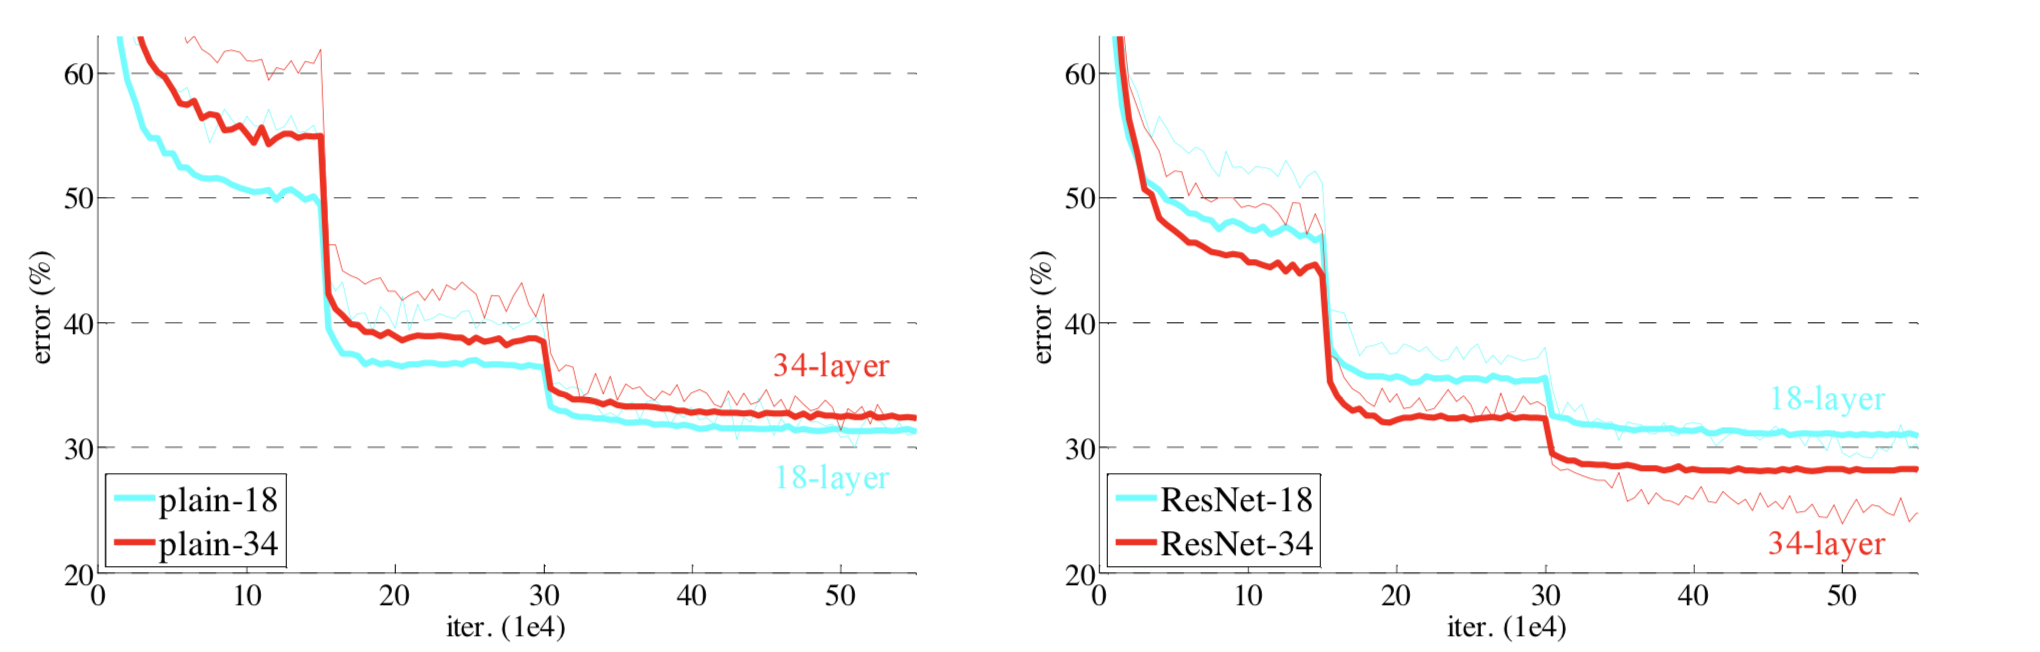 60
50
40
30
20
error (%)
34-layer
18-layer
plain-18
plain-34
0 10 20 30 40 50
iter. (1e4)
60
50
40
30
20
error (%)
18-layer
ResNet-18
ResNet-34
34-layer
0 10 20 30 40 50
iter. (1e4)